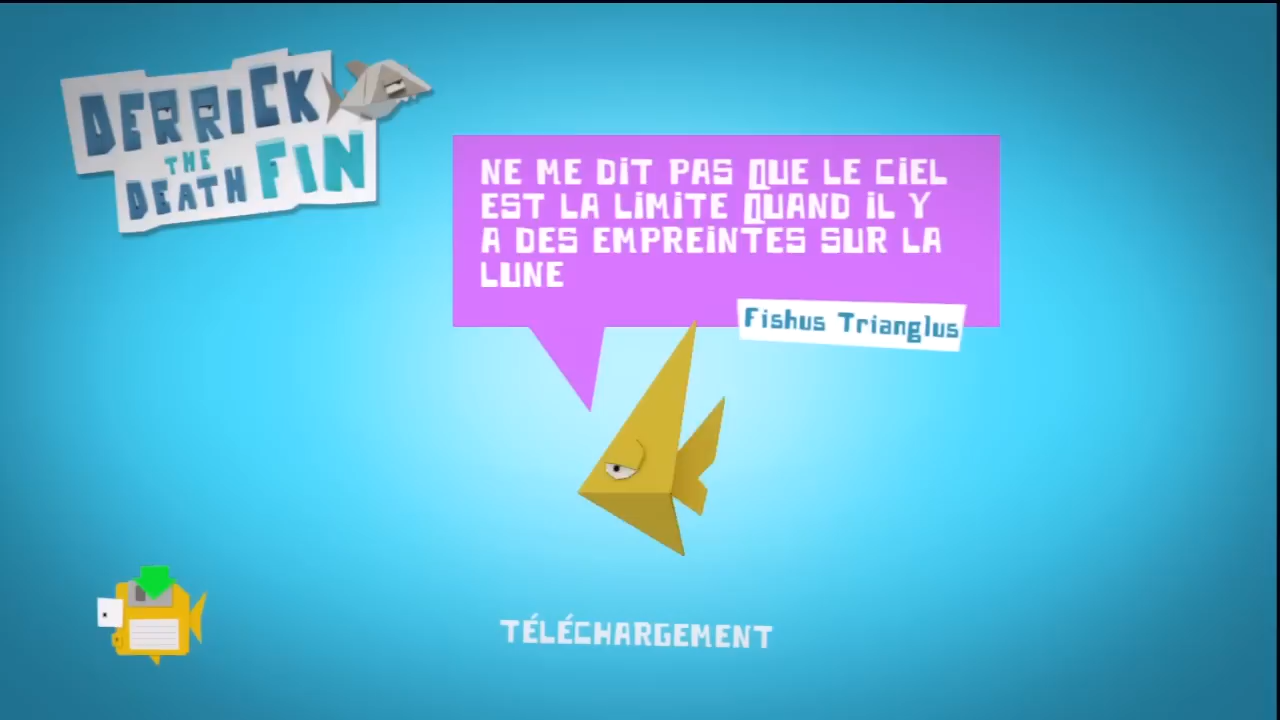 DERRICK
THE
DEATH FIN
NE ME DIT PAS QUE LE CIEL
EST LA LIMITE QUAND IL Y
A DES EMPREINTES SUR LA
LUNE
Fishus Trianglus
TÉLÉCHARGEMENT